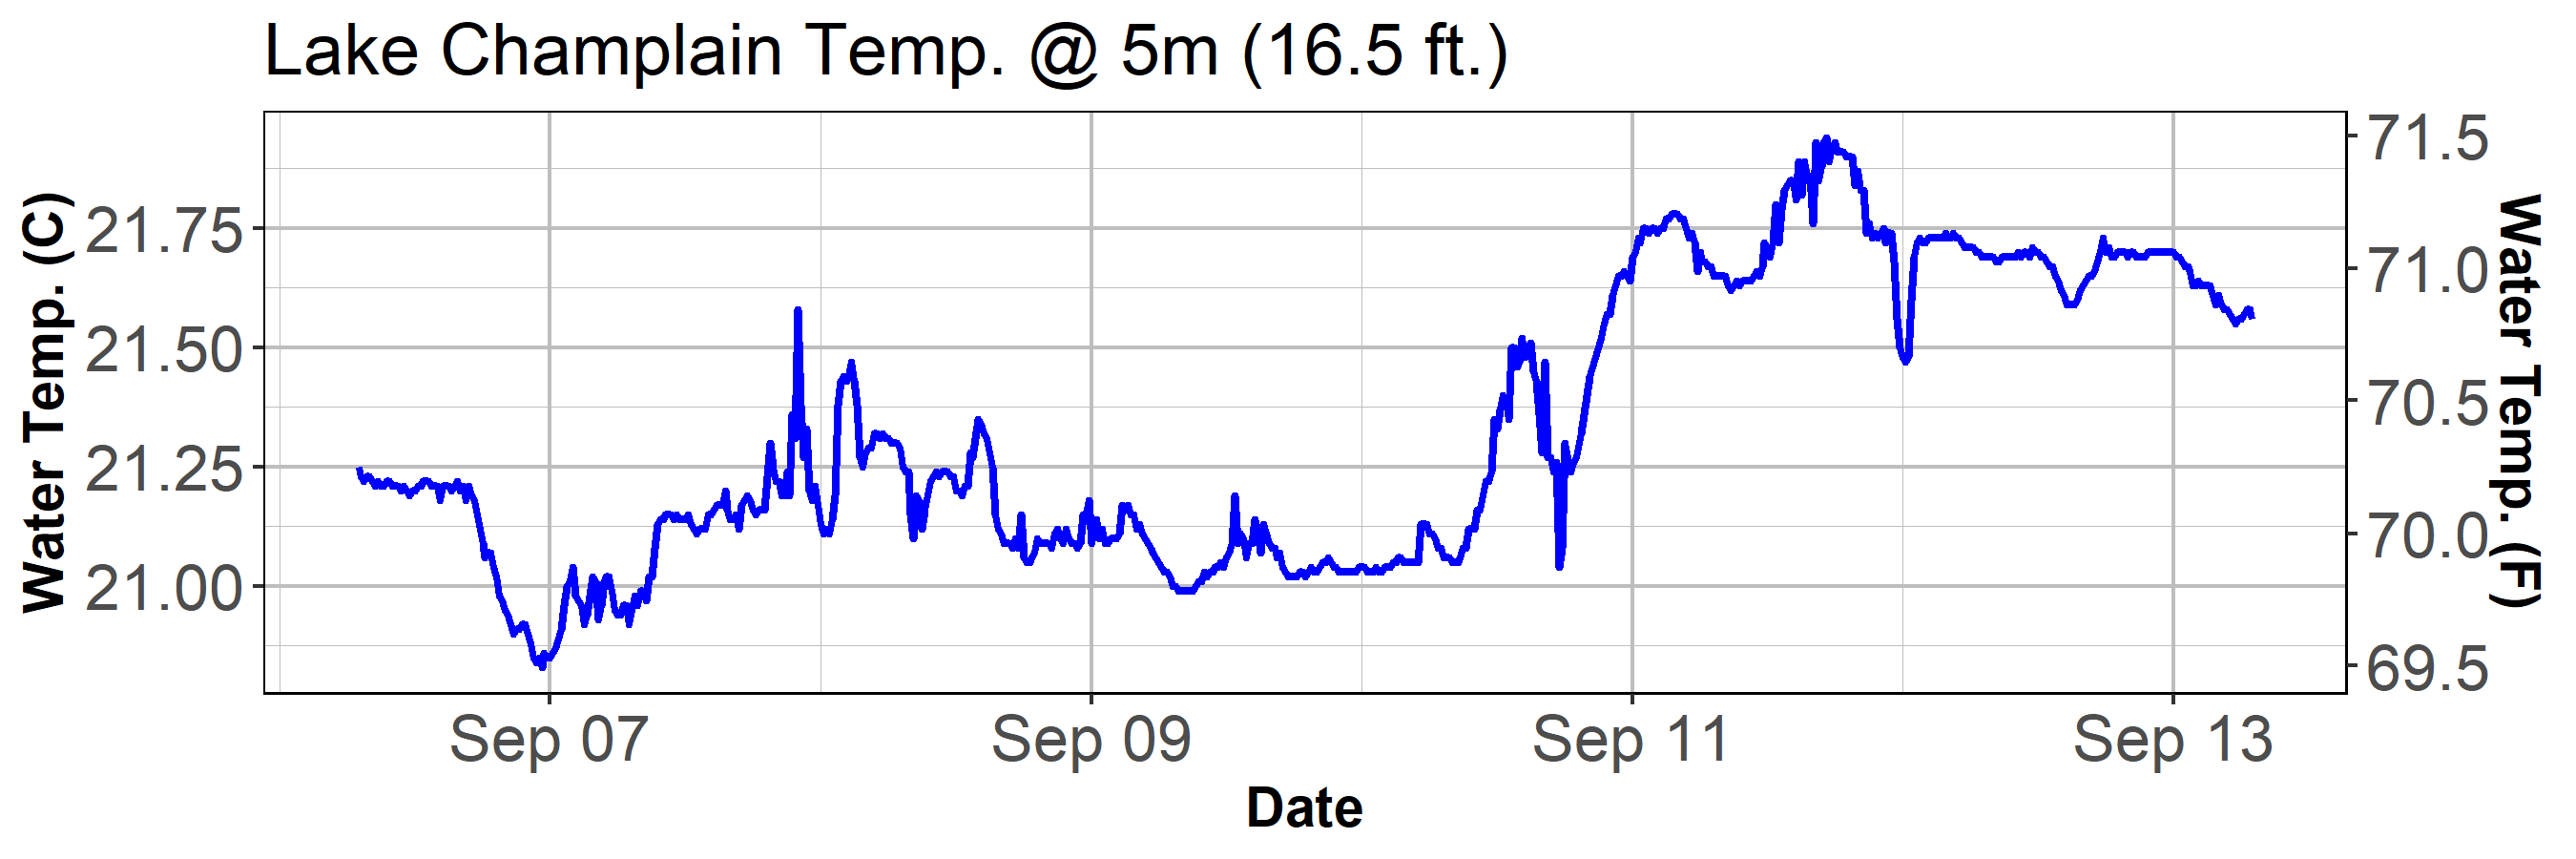 Lake Champlain Temp. @ 5m (16.5 ft.)
Water Temp. (C)
21.75
21.50
21.25
21.00
71.5
71.0
70.5
70.0
69.5
Water Temp. (F)
Sep 07 Sep 09 Sep 11 Sep 13
Date